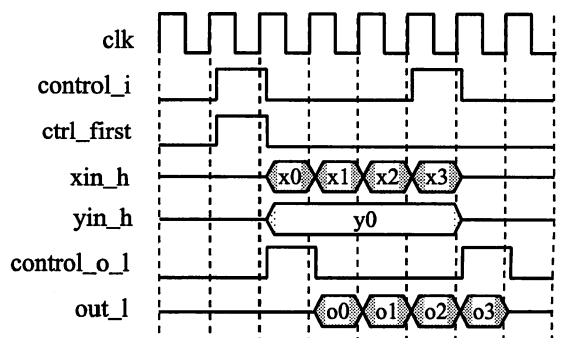 clk
control_i
ctrl_first
xin_h x0 x1 x2 x3
yin_h y0
control_o_l
out_l o0 o1 o2 o3